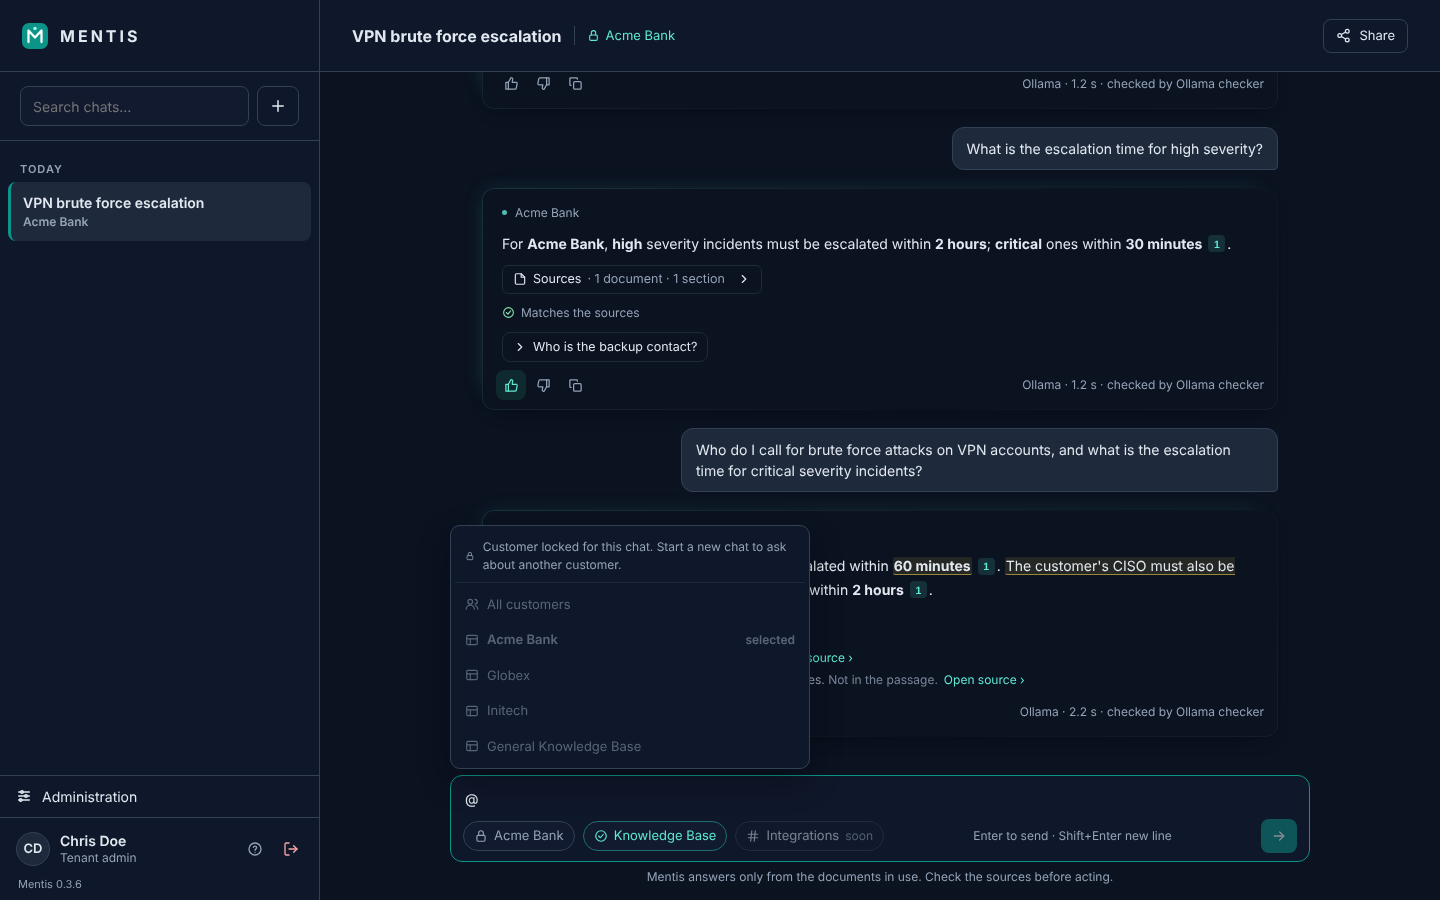 MENTIS
VPN brute force escalation
Acme Bank
Share
Search chats...
TODAY
VPN brute force escalation
Acme Bank
Ollama · 1.2 s · checked by Ollama checker
What is the escalation time for high severity?
Acme Bank
For Acme Bank, high severity incidents must be escalated within 2 hours; critical ones within 30 minutes 1 .
Sources · 1 document · 1 section
Matches the sources
Who is the backup contact?
Ollama · 1.2 s · checked by Ollama checker
Who do I call for brute force attacks on VPN accounts, and what is the escalation
time for critical severity incidents?
within 60 minutes 1 . The customer's CISO must also be
within 2 hours 1 .
source ›
Not in the passage. Open source ›
Ollama · 2.2 s · checked by Ollama checker
Customer locked for this chat. Start a new chat to ask
about another customer.
All customers
Acme Bank selected
Globex
Initech
General Knowledge Base
@
Acme Bank
Knowledge Base
Integrations soon
Enter to send · Shift+Enter new line
Mentis answers only from the documents in use. Check the sources before acting.
Administration
CD
Chris Doe
Tenant admin
Mentis 0.3.6